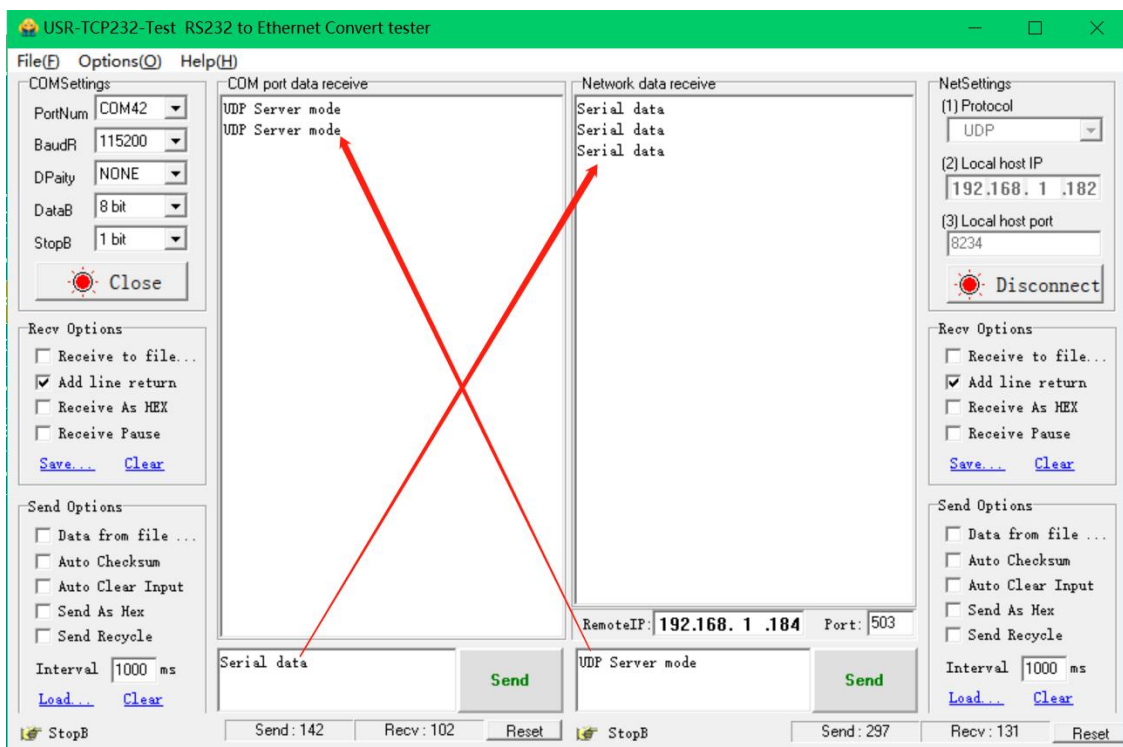 USR-TCP232-Test RS232 to Ethernet Convert tester
File(F) Options(O) Help(H)
COMSettings
PortNum COM42
BaudR 115200
DPaity NONE
DataB 8 bit
StopB 1 bit
Close
Recv Options
Receive to file...
Add line return
Receive As HEX
Receive Pause
Save... Clear
Send Options
Data from file ...
Auto Checksum
Auto Clear Input
Send As Hex
Send Recycle
Interval 1000 ms
Load... Clear
StopB
COM port data receive
UDP Server mode
UDP Server mode
Serial data
Send
Send : 142 Recv : 102 Reset
Network data receive
Serial data
Serial data
Serial data
RemoteIP: 192.168. 1 .184 Port: 503
UDP Server mode
Send
StopB
Send : 297 Recv : 131 Reset
NetSettings
(1) Protocol
UDP
(2) Local host IP
192.168. 1 .182
(3) Local host port
8234
Disconnect
Recv Options
Receive to file...
Add line return
Receive As HEX
Receive Pause
Save... Clear
Send Options
Data from file ...
Auto Checksum
Auto Clear Input
Send As Hex
Send Recycle
Interval 1000 ms
Load... Clear